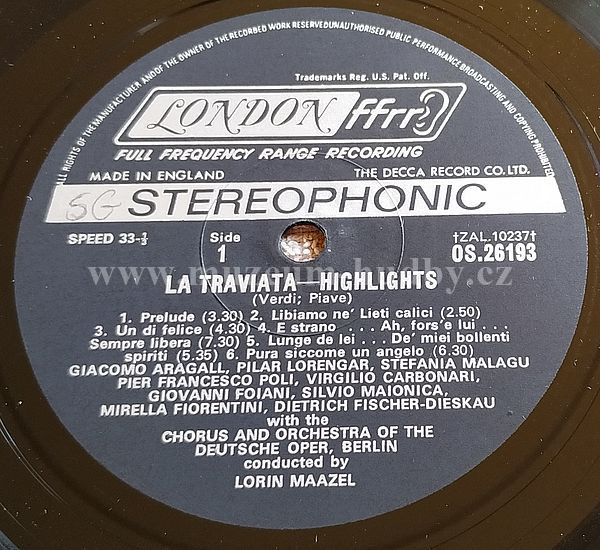 ALL RIGHTS OF THE MANUFACTURER AND OF THE OWNER OF THE RECORDED WORK RESERVED UNAUTHORISED PUBLIC PERFORMANCE BROADCASTING AND COPYING PROHIBITED
Trademarks Reg. U.S. Pat. Off.
LONDON ffrr
FULL FREQUENCY RANGE RECORDING
MADE IN ENGLAND THE DECCA RECORD CO. LTD.
SG STEREOPHONIC
SPEED 33-⅓ Side 1 †ZAL.10237†
OS.26193
LA TRAVIATA—HIGHLIGHTS
(Verdi; Piave)
1. Prelude (3.30) 2. Libiamo ne' Lieti calici (2.50)
3. Un di felice (4.30) 4. E strano . . . Ah, fors'e lui . . .
Sempre libera (7.30) 5. Lunge de lei . . . De' miei bollenti
spiriti (5.35) 6. Pura siccome un angelo (6.30)
GIACOMO ARAGALL, PILAR LORENGAR, STEFANIA MALAGU
PIER FRANCESCO POLI, VIRGILIO CARBONARI,
GIOVANNI FOIANI, SILVIO MAIONICA,
MIRELLA FIORENTINI, DIETRICH FISCHER-DIESKAU
with the
CHORUS AND ORCHESTRA OF THE
DEUTSCHE OPER, BERLIN
conducted by
LORIN MAAZEL
www.muzeum-hudby.cz